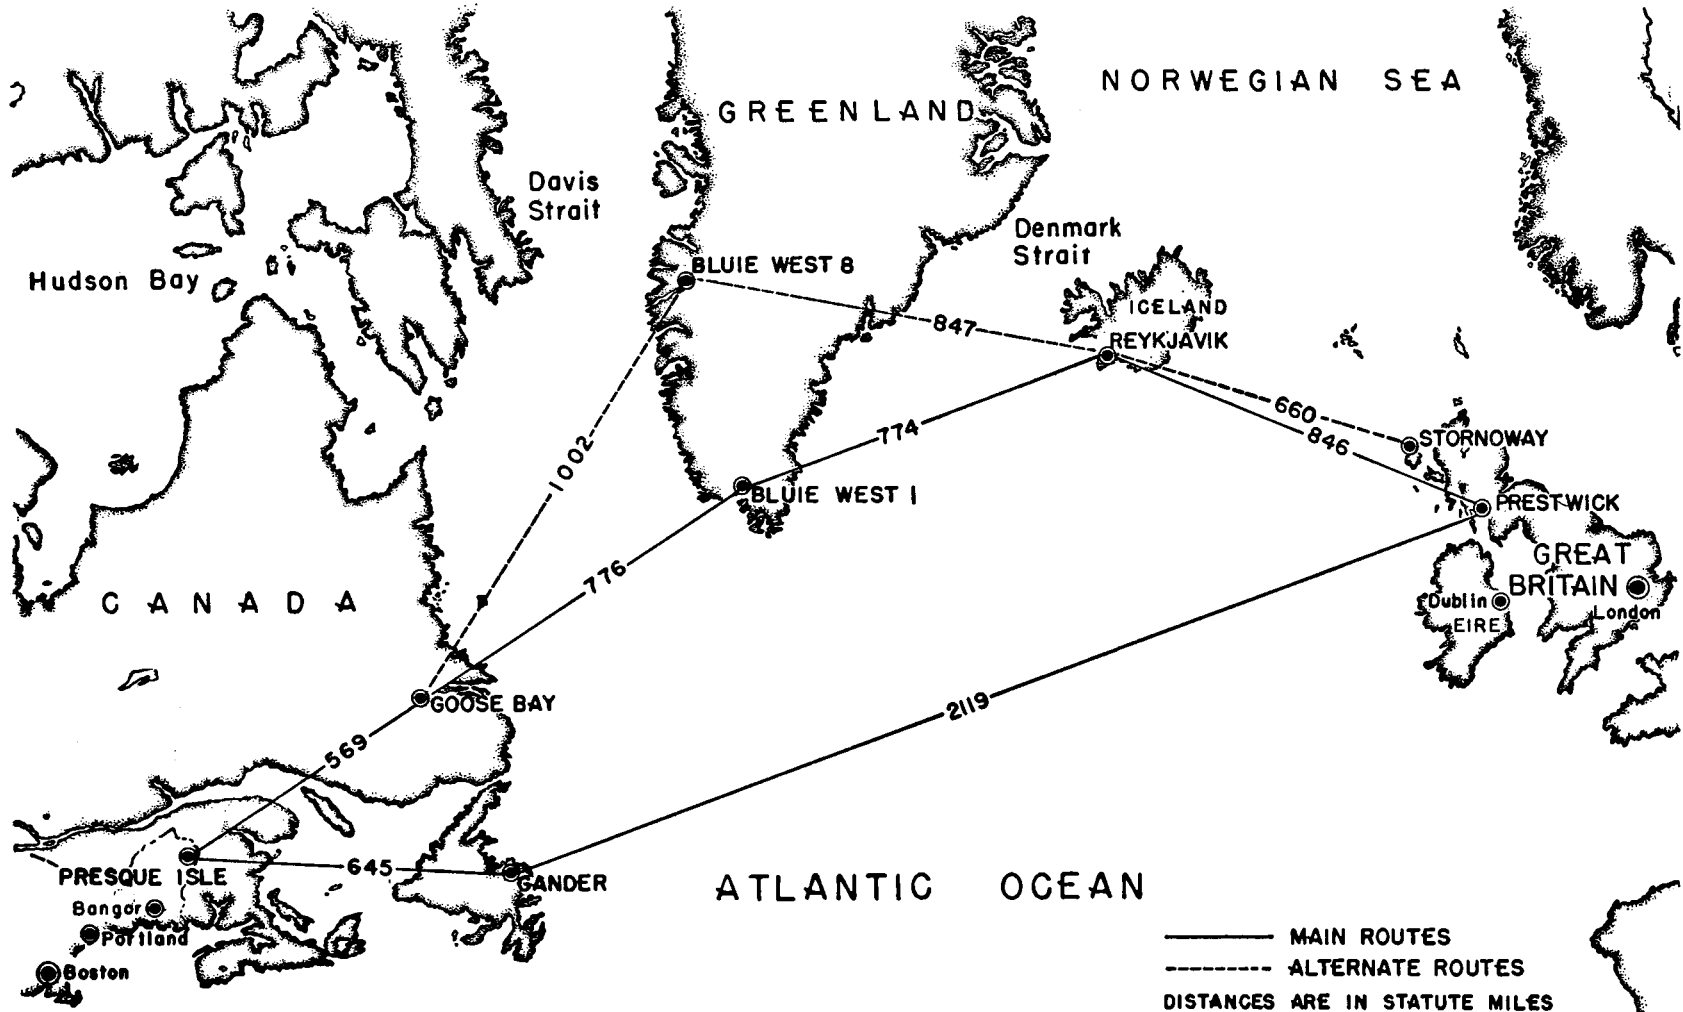 NORWEGIAN SEA
GREENLAND
Davis
Strait
Denmark
Strait
Hudson Bay
BLUIE WEST 8
ICELAND
847
REYKJAVIK
660
774
846
STORNOWAY
1002
BLUIE WEST 1
PRESTWICK
GREAT
BRITAIN
776
CANADA
Dublin
London
EIRE
GOOSE BAY
2119
569
645
PRESQUE ISLE
GANDER
ATLANTIC OCEAN
Bangor
Portland
Boston
MAIN ROUTES
ALTERNATE ROUTES
DISTANCES ARE IN STATUTE MILES